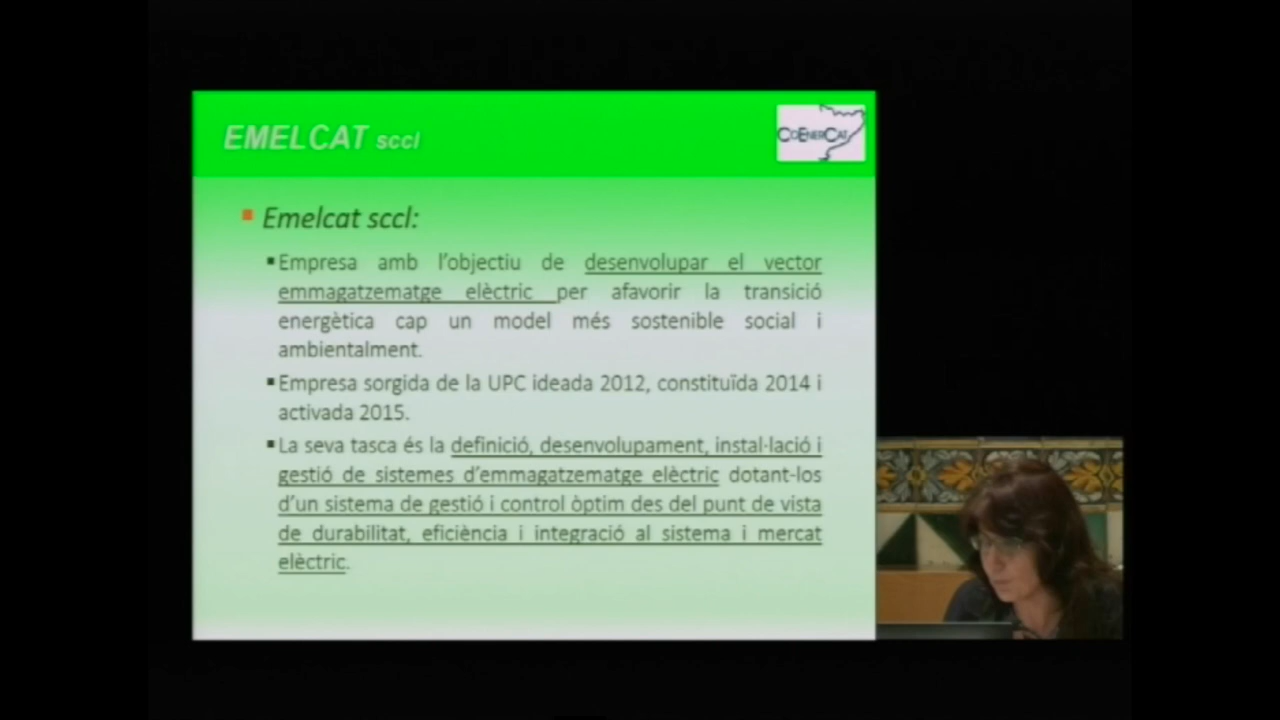 EMELCAT sccl
COENERCAT
Emelcat sccl:
Empresa amb l'objectiu de desenvolupar el vector
emmagatzematge elèctric per afavorir la transició
energètica cap un model més sostenible social i
ambientalment.
Empresa sorgida de la UPC ideada 2012, constituïda 2014 i
activada 2015.
La seva tasca és la definició, desenvolupament, instal·lació i
gestió de sistemes d'emmagatzematge elèctric dotant-los
d'un sistema de gestió i control òptim des del punt de vista
de durabilitat, eficiència i integració al sistema i mercat
elèctric.